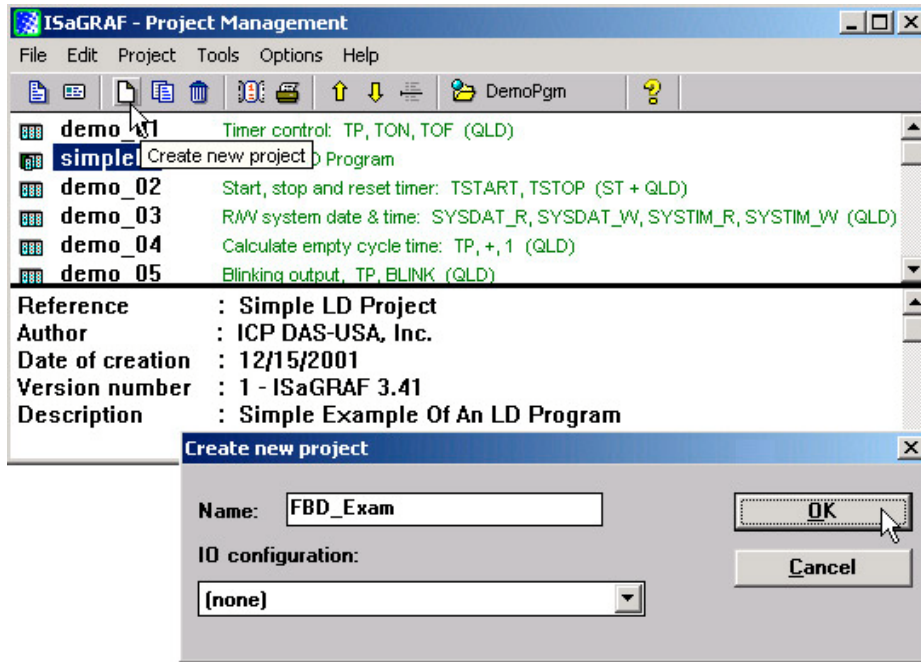 ISaGRAF - Project Management
File Edit Project Tools Options Help
DemoPgm
demo_01 Timer control: TP, TON, TOF (QLD)
Create new project
simple Program
demo_02 Start, stop and reset timer: TSTART, TSTOP (ST + QLD)
demo_03 R/W system date & time: SYSDAT_R, SYSDAT_W, SYSTIM_R, SYSTIM_W (QLD)
demo_04 Calculate empty cycle time: TP, +, 1 (QLD)
demo_05 Blinking output, TP, BLINK (QLD)
Reference : Simple LD Project
Author : ICP DAS-USA, Inc.
Date of creation : 12/15/2001
Version number : 1 - ISaGRAF 3.41
Description : Simple Example Of An LD Program
Create new project
Name: FBD_Exam
OK
IO configuration:
Cancel
(none)